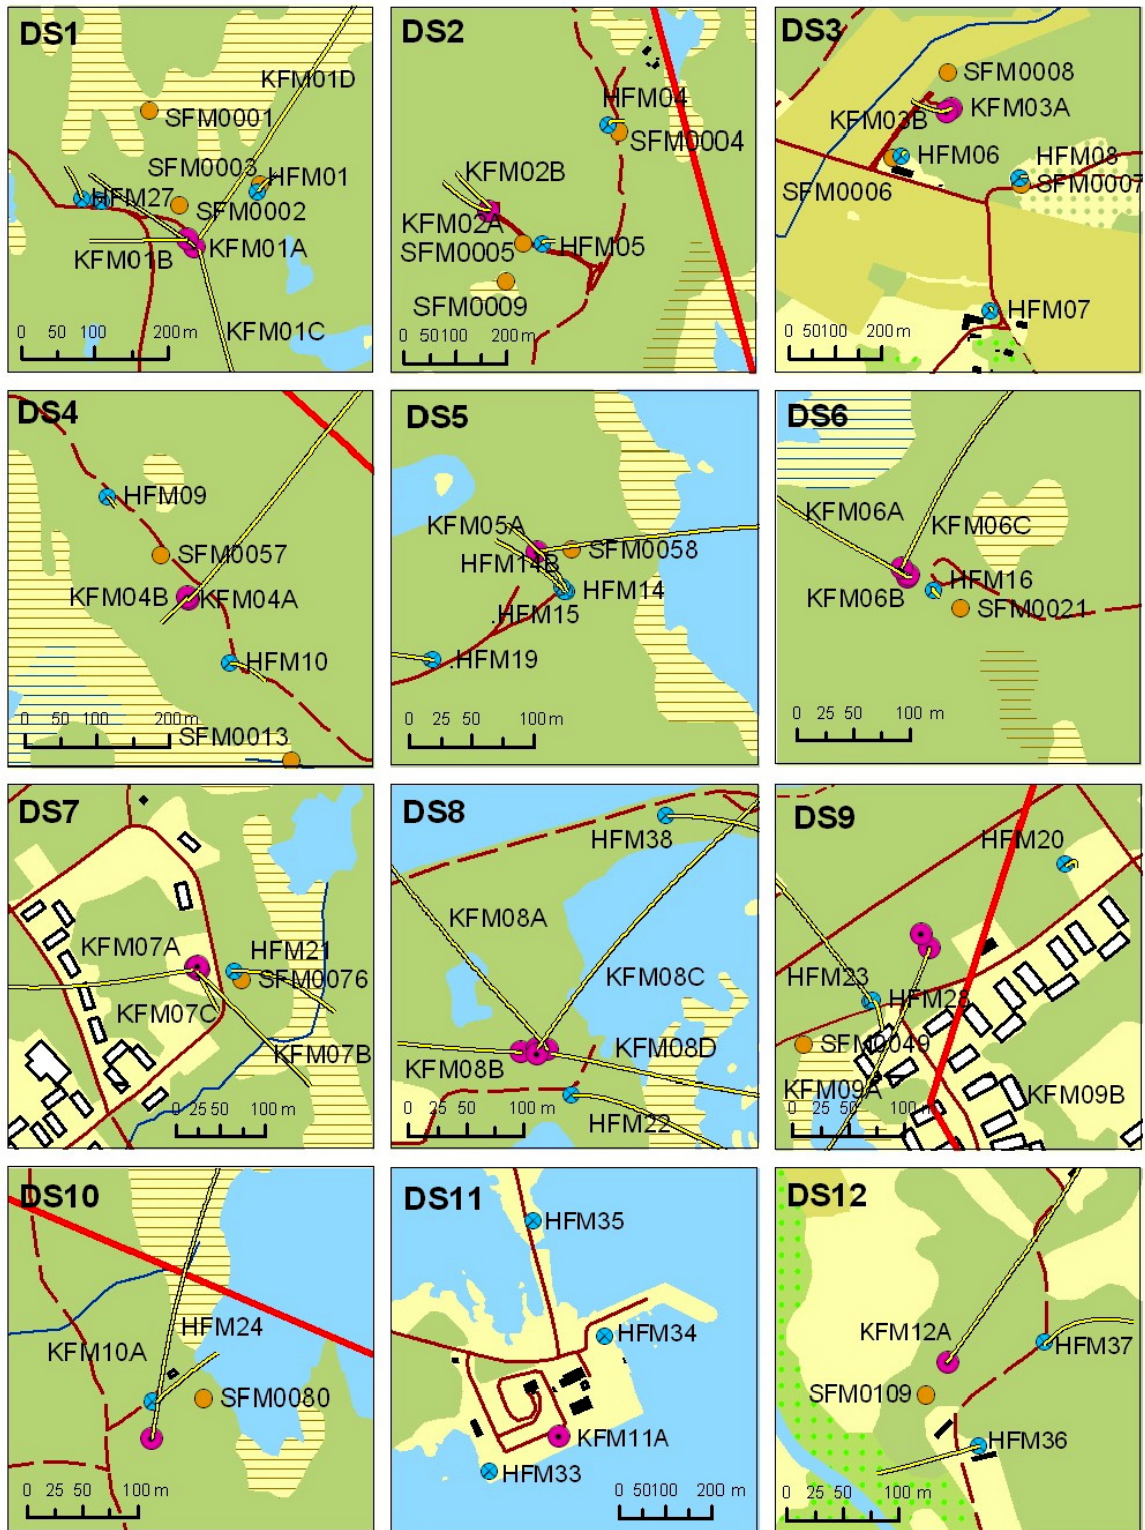 DS1
KFM01D
SFM0001
SFM0003
HFM01
HFM27
SFM0002
KFM01B
KFM01A
KFM01C
0 50 100 200 m
DS2
HFM04
SFM0004
KFM02B
KFM02A
SFM0005
HFM05
SFM0009
0 50 100 200 m
DS3
SFM0008
KFM03A
KFM03B
HFM06
HFM08
SFM0006
SFM0007
HFM07
0 50 100 200 m
DS4
HFM09
SFM0057
KFM04B
KFM04A
HFM10
0 50 100 200 m
SFM0013
DS5
KFM05A
SFM0058
HFM14B
HFM14
.HFM15
.HFM19
0 25 50 100 m
DS6
KFM06A
KFM06C
HFM16
KFM06B
SFM0021
0 25 50 100 m
DS7
KFM07A
HFM21
SFM0076
KFM07C
KFM07B
0 25 50 100 m
DS8
HFM38
KFM08A
KFM08C
KFM08D
KFM08B
0 25 50 100 m
HFM22
DS9
HFM20
HFM23
HFM28
SFM0049
KFM09A
KFM09B
0 25 50 100 m
DS10
HFM24
KFM10A
SFM0080
0 25 50 100 m
DS11
HFM35
HFM34
KFM11A
HFM33
0 50 100 200 m
DS12
KFM12A
HFM37
SFM0109
HFM36
0 25 50 100 m